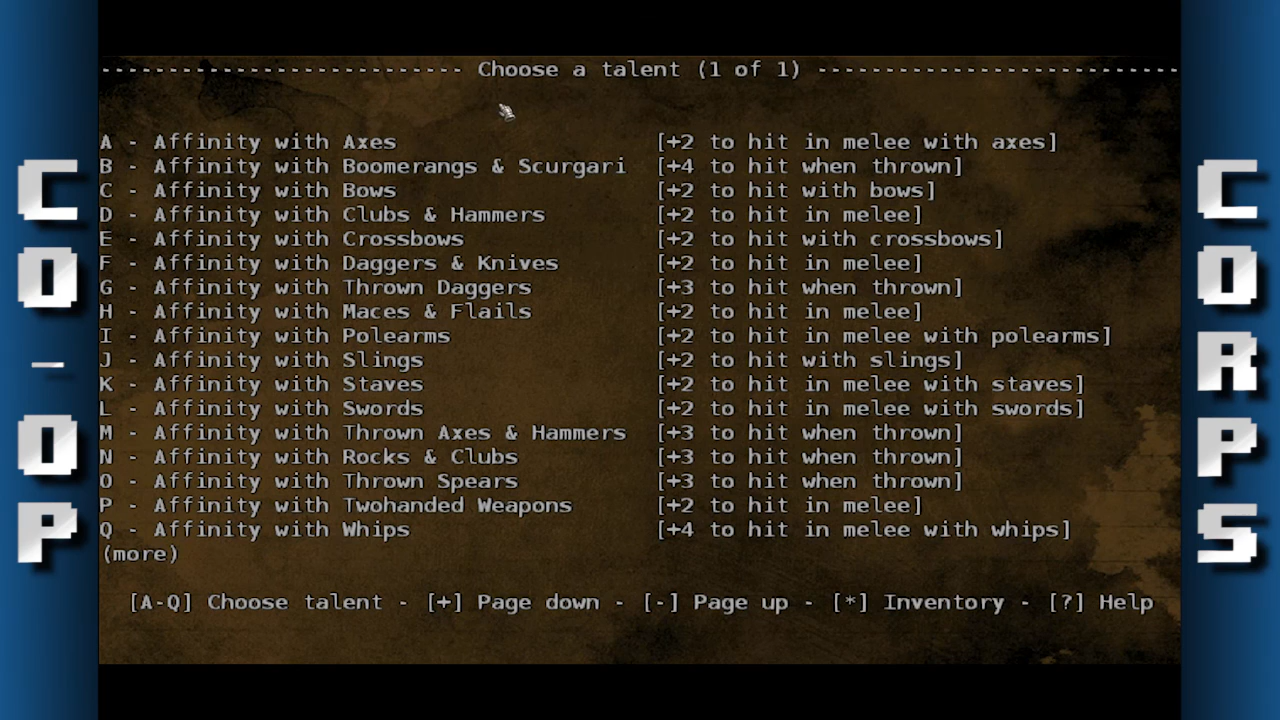 CO-OP
-------------------------- Choose a talent (1 of 1) --------------------------
A - Affinity with Axes [+2 to hit in melee with axes]
B - Affinity with Boomerangs & Scurgari [+4 to hit when thrown]
C - Affinity with Bows [+2 to hit with bows]
D - Affinity with Clubs & Hammers [+2 to hit in melee]
E - Affinity with Crossbows [+2 to hit with crossbows]
F - Affinity with Daggers & Knives [+2 to hit in melee]
G - Affinity with Thrown Daggers [+3 to hit when thrown]
H - Affinity with Maces & Flails [+2 to hit in melee]
I - Affinity with Polearms [+2 to hit in melee with polearms]
J - Affinity with Slings [+2 to hit with slings]
K - Affinity with Staves [+2 to hit in melee with staves]
L - Affinity with Swords [+2 to hit in melee with swords]
M - Affinity with Thrown Axes & Hammers [+3 to hit when thrown]
N - Affinity with Rocks & Clubs [+3 to hit when thrown]
O - Affinity with Thrown Spears [+3 to hit when thrown]
P - Affinity with Twohanded Weapons [+2 to hit in melee]
Q - Affinity with Whips [+4 to hit in melee with whips]
(more)
[A-Q] Choose talent - [+] Page down - [-] Page up - [*] Inventory - [?] Help
CORPS